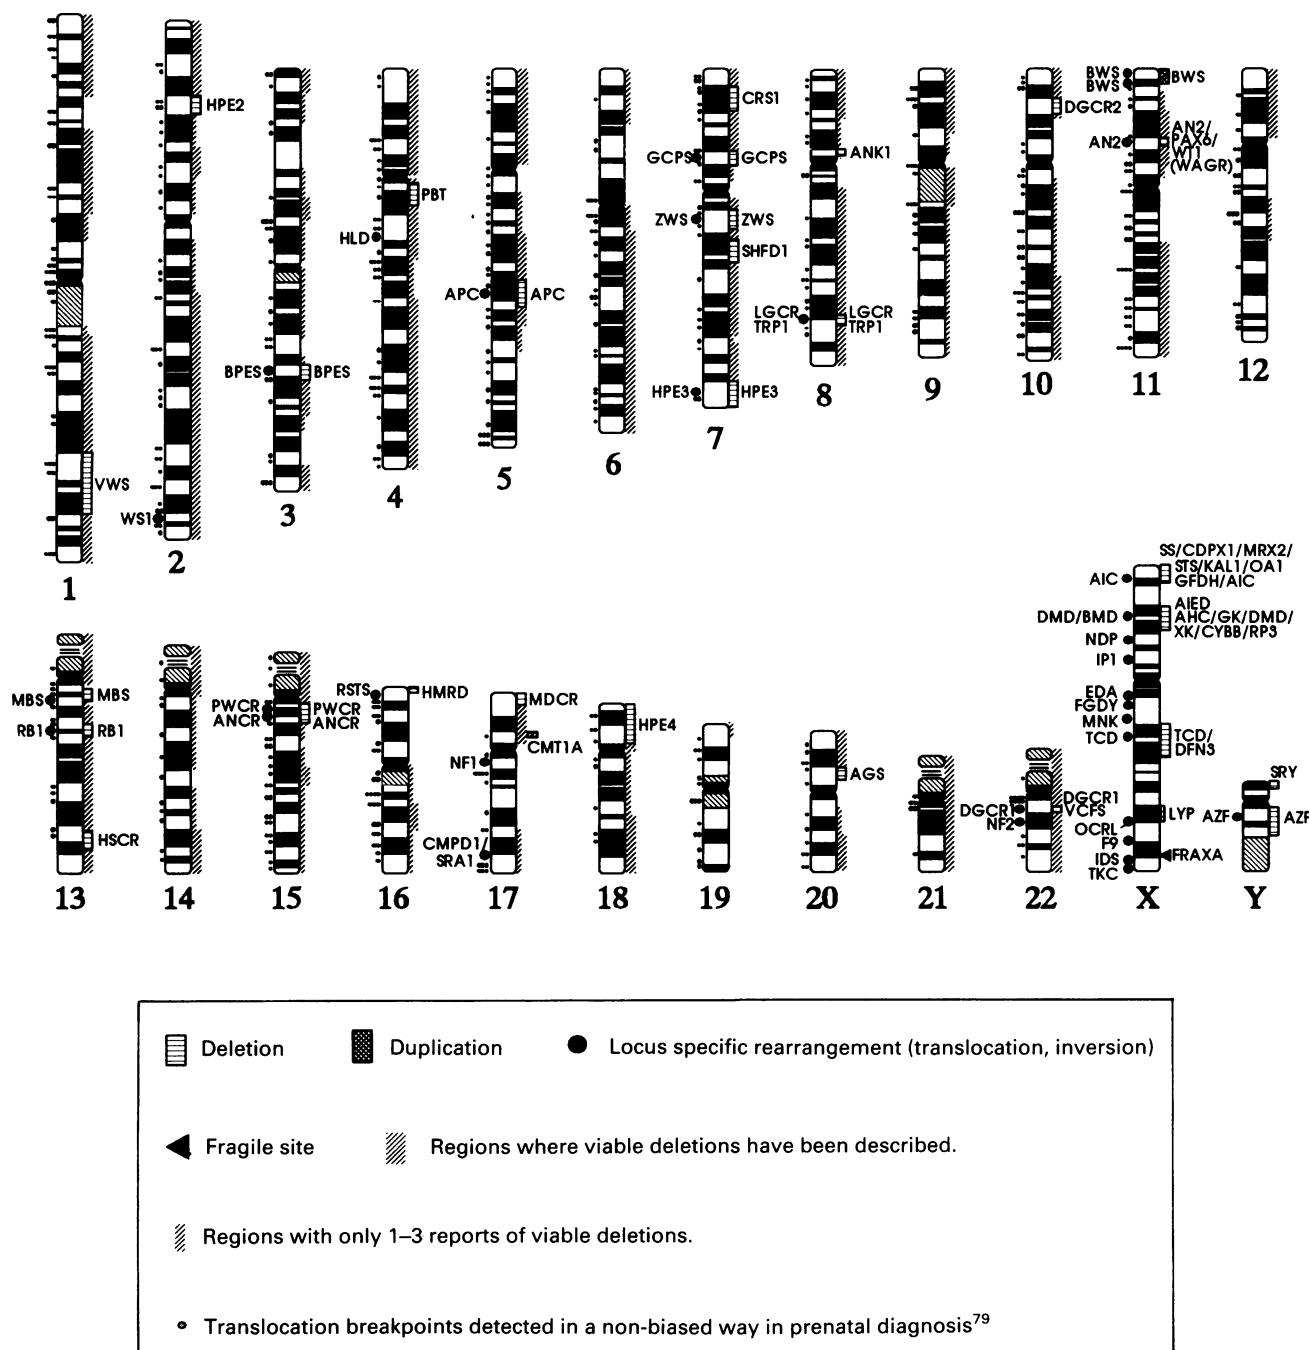 HPE2
VWS
WS1
BPES
BPES
HLD
PBT
APC
APC
CRS1
GCPS
GCPS
ZWS
ZWS
SHFD1
HPE3
HPE3
ANK1
LGCR
TRP1
LGCR
TRP1
DGCR2
BWS
BWS
BWS
AN2
AN2/
PAX6/
WT1
(WAGR)
1
2
3
4
5
6
7
8
9
10
11
12
MBS
MBS
RB1
RB1
HSCR
PWCR
ANCR
PWCR
ANCR
RSTS
HMRD
MDCR
CMT1A
NF1
CMPD1/
SRA1
HPE4
AGS
DGCR1
DGCR1
VCFS
NF2
SS/CDPX1/MRX2/
STS/KAL1/OA1
GFDH/AIC
AIC
AIED
AHC/GK/DMD/
XK/CYBB/RP3
DMD/BMD
NDP
IP1
EDA
FGDY
MNK
TCD
TCD/
DFN3
LYP
OCRL
F9
IDS
TKC
FRAXA
SRY
AZF
AZF
13
14
15
16
17
18
19
20
21
22
X
Y
Deletion
Duplication
Locus specific rearrangement (translocation, inversion)
Fragile site
Regions where viable deletions have been described.
Regions with only 1–3 reports of viable deletions.
Translocation breakpoints detected in a non-biased way in prenatal diagnosis79